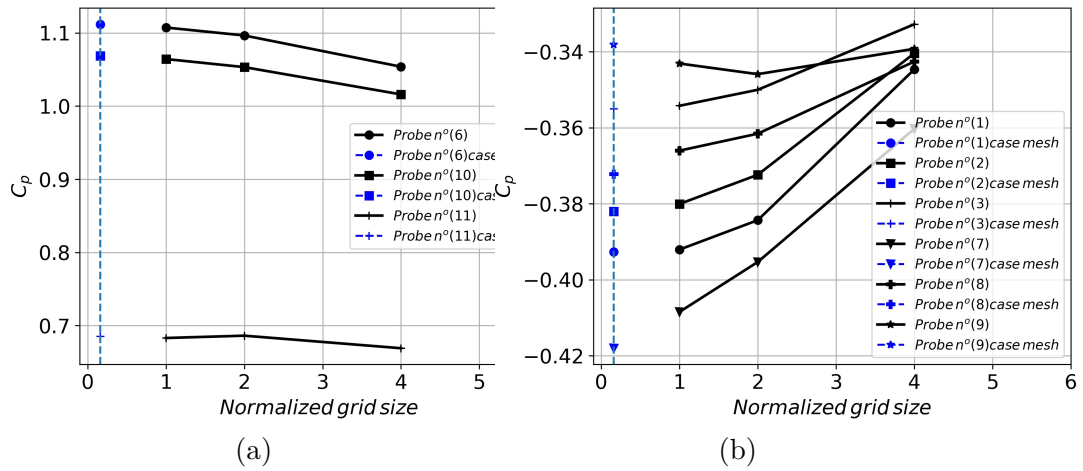 1.1
1.0
0.9
0.8
0.7
C_p
0 1 2 3 4 5
Normalized grid size
Probe n^o(6)
Probe n^o(6)case
Probe n^o(10)
Probe n^o(10)cas
Probe n^o(11)
Probe n^o(11)cas
(a)
−0.34
−0.36
−0.38
−0.40
−0.42
C_p
0 1 2 3 4 5 6
Normalized grid size
Probe n^o(1)
Probe n^o(1)case mesh
Probe n^o(2)
Probe n^o(2)case mesh
Probe n^o(3)
Probe n^o(3)case mesh
Probe n^o(7)
Probe n^o(7)case mesh
Probe n^o(8)
Probe n^o(8)case mesh
Probe n^o(9)
Probe n^o(9)case mesh
(b)